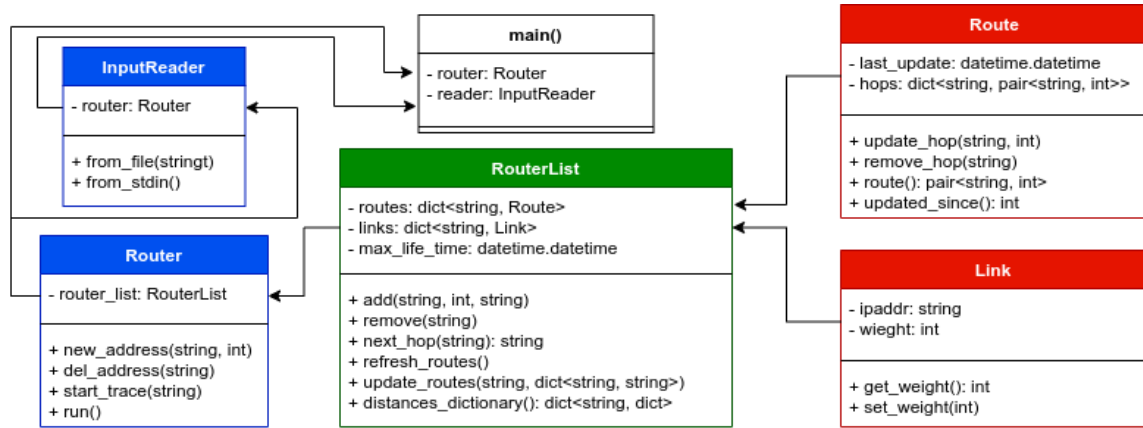 main()
- router: Router
- reader: InputReader
InputReader
- router: Router
+ from_file(stringt)
+ from_stdin()
Router
- router_list: RouterList
+ new_address(string, int)
+ del_address(string)
+ start_trace(string)
+ run()
RouterList
- routes: dict<string, Route>
- links: dict<string, Link>
- max_life_time: datetime.datetime
+ add(string, int, string)
+ remove(string)
+ next_hop(string): string
+ refresh_routes()
+ update_routes(string, dict<string, string>)
+ distances_dictionary(): dict<string, dict>
Route
- last_update: datetime.datetime
- hops: dict<string, pair<string, int>>
+ update_hop(string, int)
+ remove_hop(string)
+ route(): pair<string, int>
+ updated_since(): int
Link
- ipaddr: string
- wieght: int
+ get_weight(): int
+ set_weight(int)